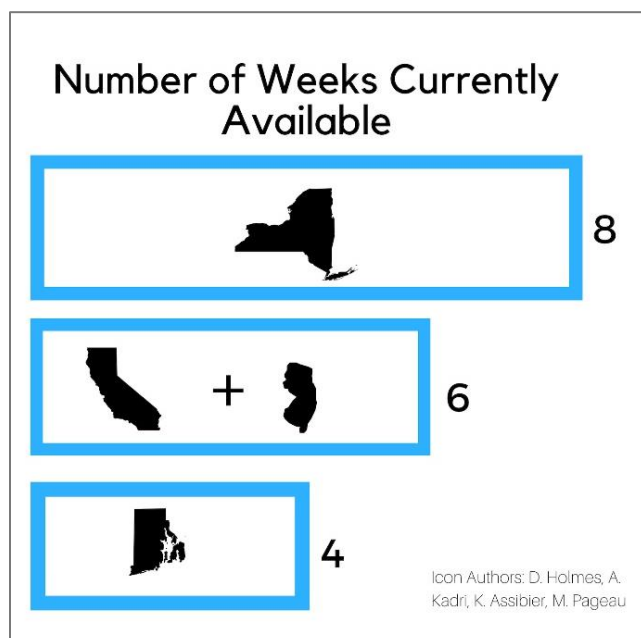 Number of Weeks Currently
Available
8
+
6
4
Icon Authors: D. Holmes, A.
Kadri, K. Assibier, M. Pageau